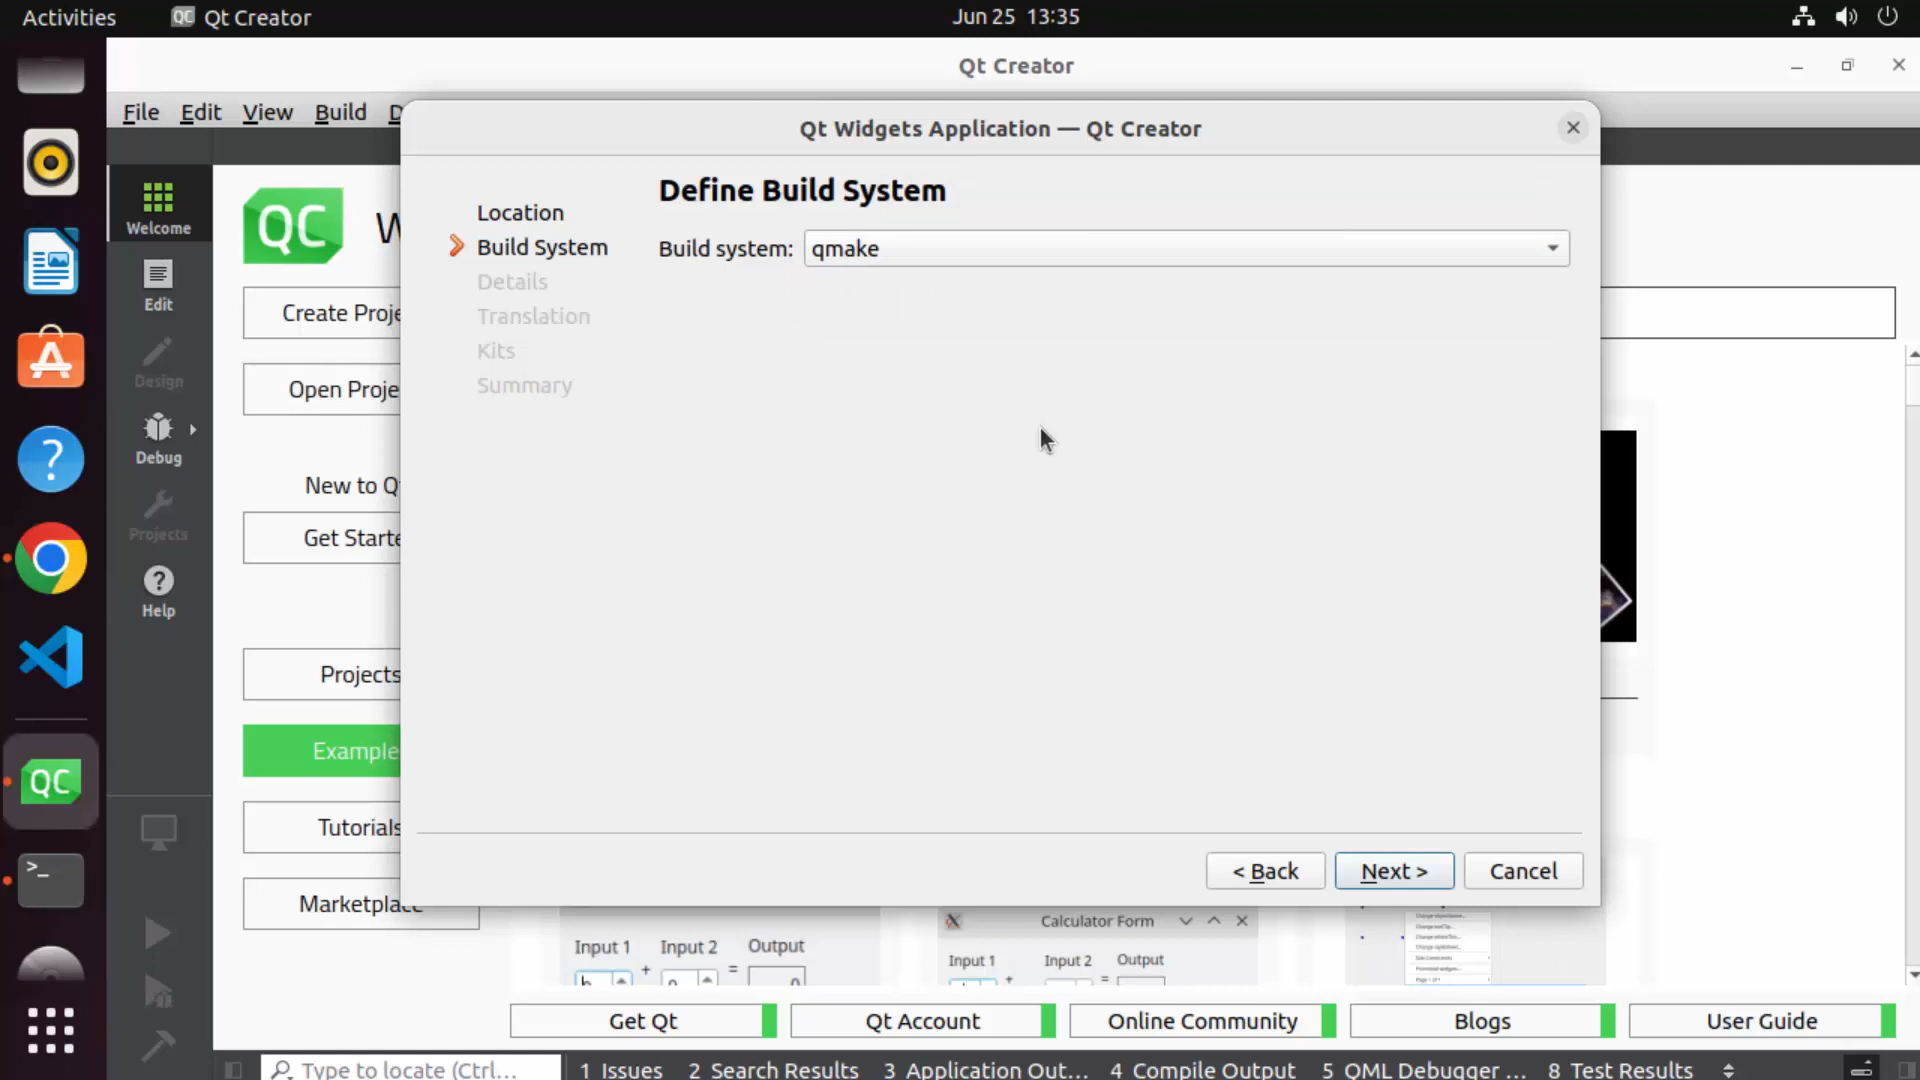 Activities
QC Qt Creator
Jun 25 13:35
Qt Creator
File Edit View Build D
Qt Widgets Application — Qt Creator
Define Build System
Location
Build System
Details
Translation
Kits
Summary
Build system: qmake
< Back
Next >
Cancel
Welcome
Edit
Design
Debug
Projects
Help
QC W
Create Proje
Open Proje
New to Q
Get Starte
Projects
Example
Tutorials
Marketplace
Input 1 + Input 2 = Output
Calculator Form
Input 1 + Input 2 = Output
Get Qt
Qt Account
Online Community
Blogs
User Guide
Type to locate (Ctrl...
1 Issues
2 Search Results
3 Application Out...
4 Compile Output
5 QML Debugger ...
8 Test Results
QC